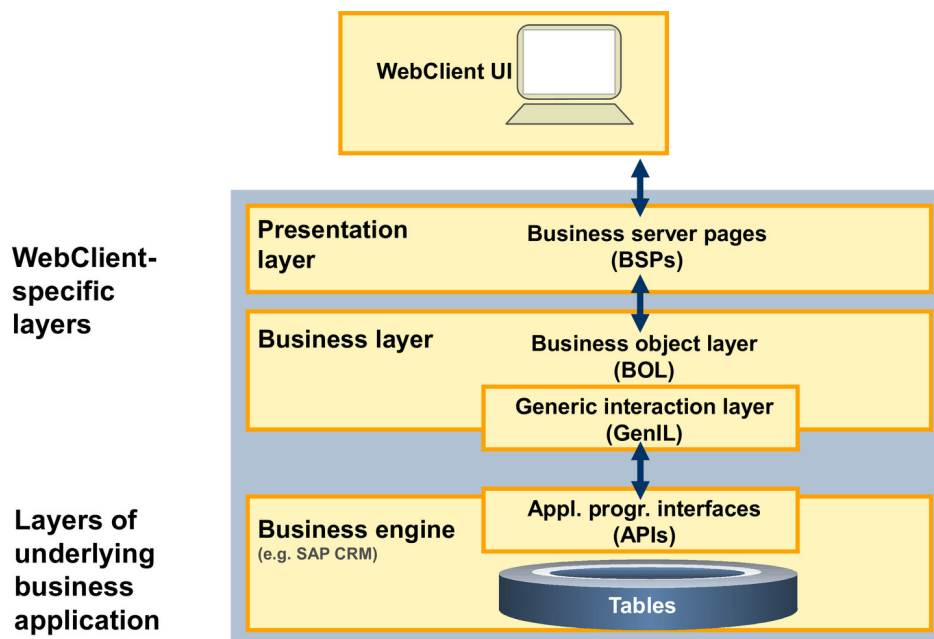 WebClient UI
WebClient-
specific
layers
Presentation
layer
Business server pages
(BSPs)
Business layer
Business object layer
(BOL)
Generic interaction layer
(GenIL)
Layers of
underlying
business
application
Business engine
(e.g. SAP CRM)
Appl. progr. interfaces
(APIs)
Tables